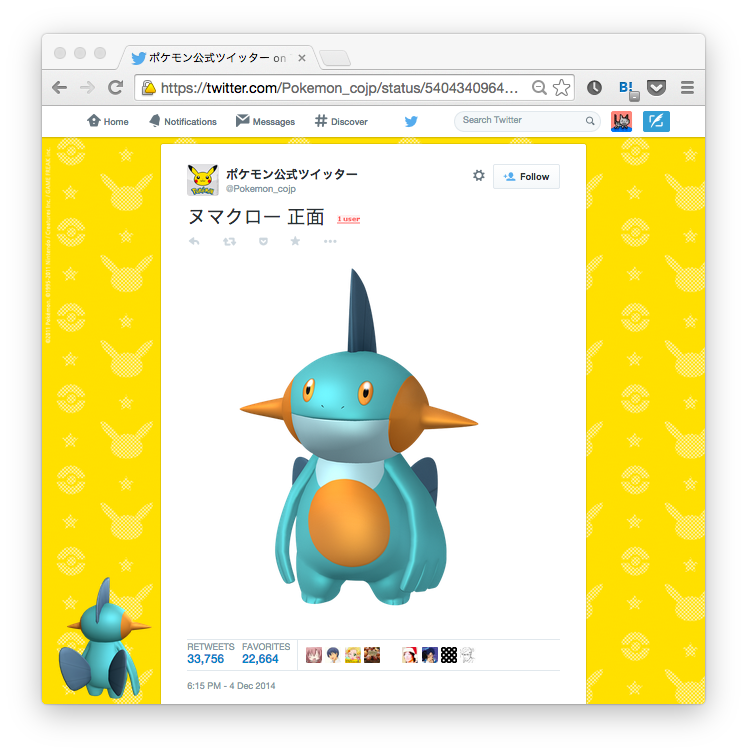 ポケモン公式ツイッター on
https://twitter.com/Pokemon_cojp/status/5404340964...
B!
Home
Notifications
Messages
Discover
Search Twitter
ポケモン公式ツイッター
@Pokemon_cojp
Follow
ヌマクロー 正面 1 user
RETWEETS FAVORITES
33,756 22,664
6:15 PM - 4 Dec 2014